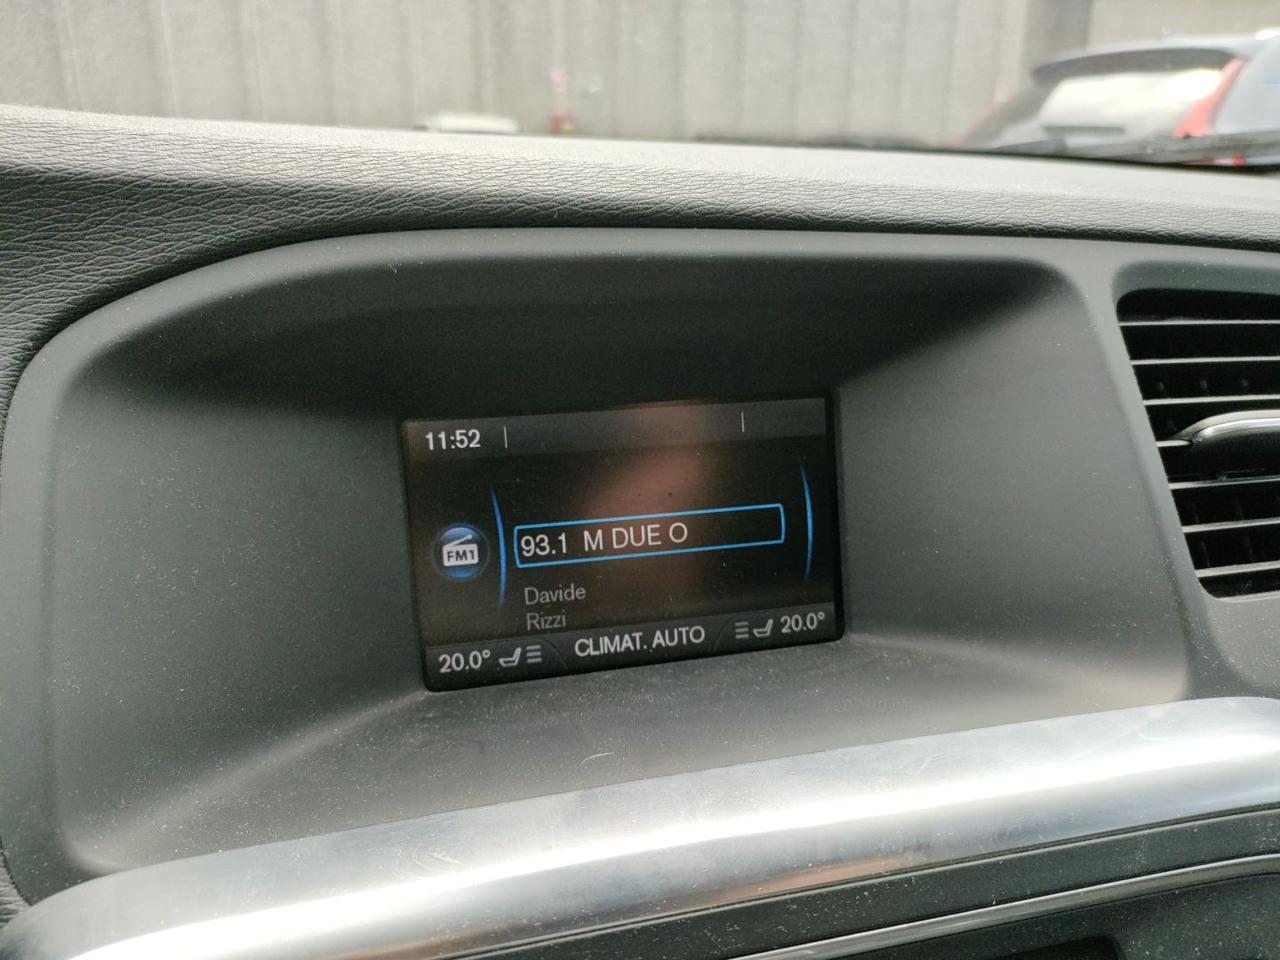 11:52
FM1
93.1 M DUE O
Davide
Rizzi
20.0° CLIMAT. AUTO 20.0°